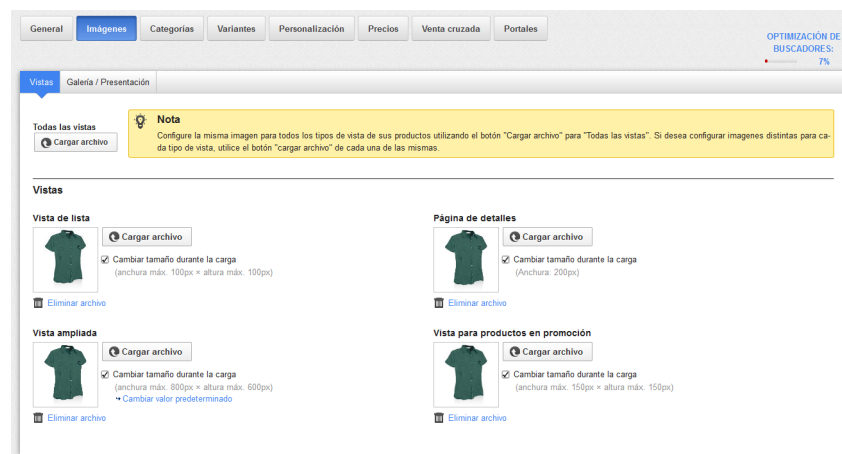 General Imágenes Categorías Variantes Personalización Precios Venta cruzada Portales
OPTIMIZACIÓN DE
BUSCADORES:
7%
Vistas Galería / Presentación
Todas las vistas
Cargar archivo
Nota
Configure la misma imagen para todos los tipos de vista de sus productos utilizando el botón "Cargar archivo" para "Todas las vistas". Si desea configurar imagenes distintas para ca-
da tipo de vista, utilice el botón "cargar archivo" de cada una de las mismas.
Vistas
Vista de lista
Cargar archivo
Cambiar tamaño durante la carga
(anchura máx. 100px × altura máx. 100px)
Eliminar archivo
Página de detalles
Cargar archivo
Cambiar tamaño durante la carga
(Anchura: 200px)
Eliminar archivo
Vista ampliada
Cargar archivo
Cambiar tamaño durante la carga
(anchura máx. 800px × altura máx. 600px)
Cambiar valor predeterminado
Eliminar archivo
Vista para productos en promoción
Cargar archivo
Cambiar tamaño durante la carga
(anchura máx. 150px × altura máx. 150px)
Eliminar archivo